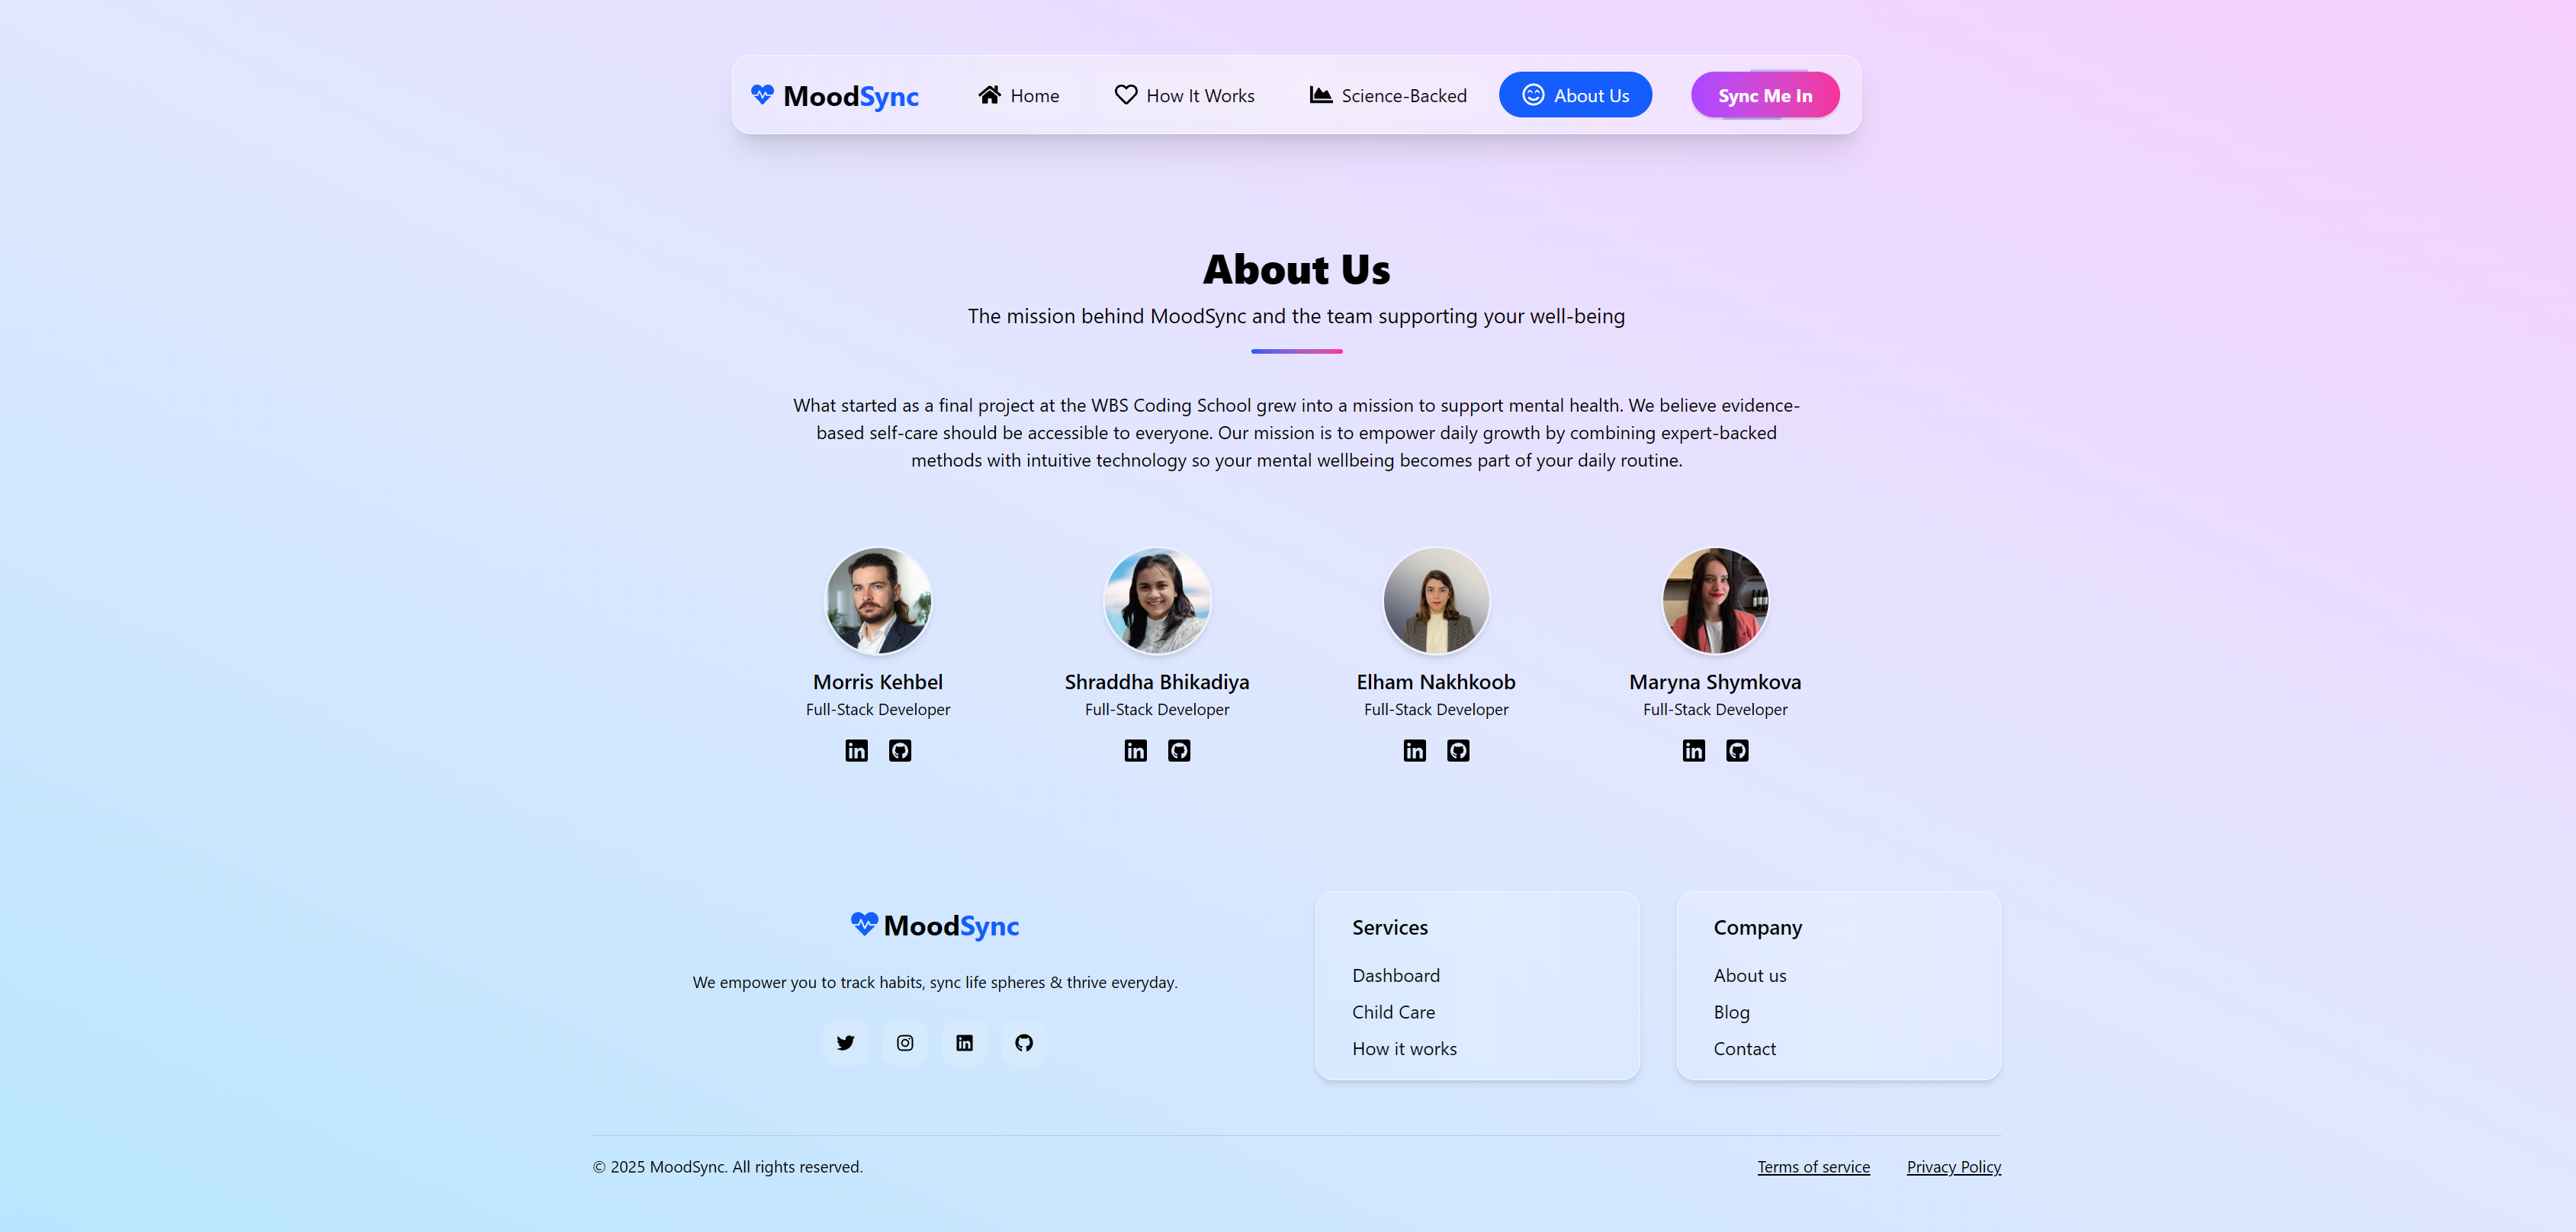 MoodSync
Home
How It Works
Science-Backed
About Us
Sync Me In
About Us
The mission behind MoodSync and the team supporting your well-being
What started as a final project at the WBS Coding School grew into a mission to support mental health. We believe evidence-
based self-care should be accessible to everyone. Our mission is to empower daily growth by combining expert-backed
methods with intuitive technology so your mental wellbeing becomes part of your daily routine.
Morris Kehbel
Full-Stack Developer
Shraddha Bhikadiya
Full-Stack Developer
Elham Nakhkoob
Full-Stack Developer
Maryna Shymkova
Full-Stack Developer
MoodSync
We empower you to track habits, sync life spheres & thrive everyday.
Services
Dashboard
Child Care
How it works
Company
About us
Blog
Contact
© 2025 MoodSync. All rights reserved.
Terms of service
Privacy Policy